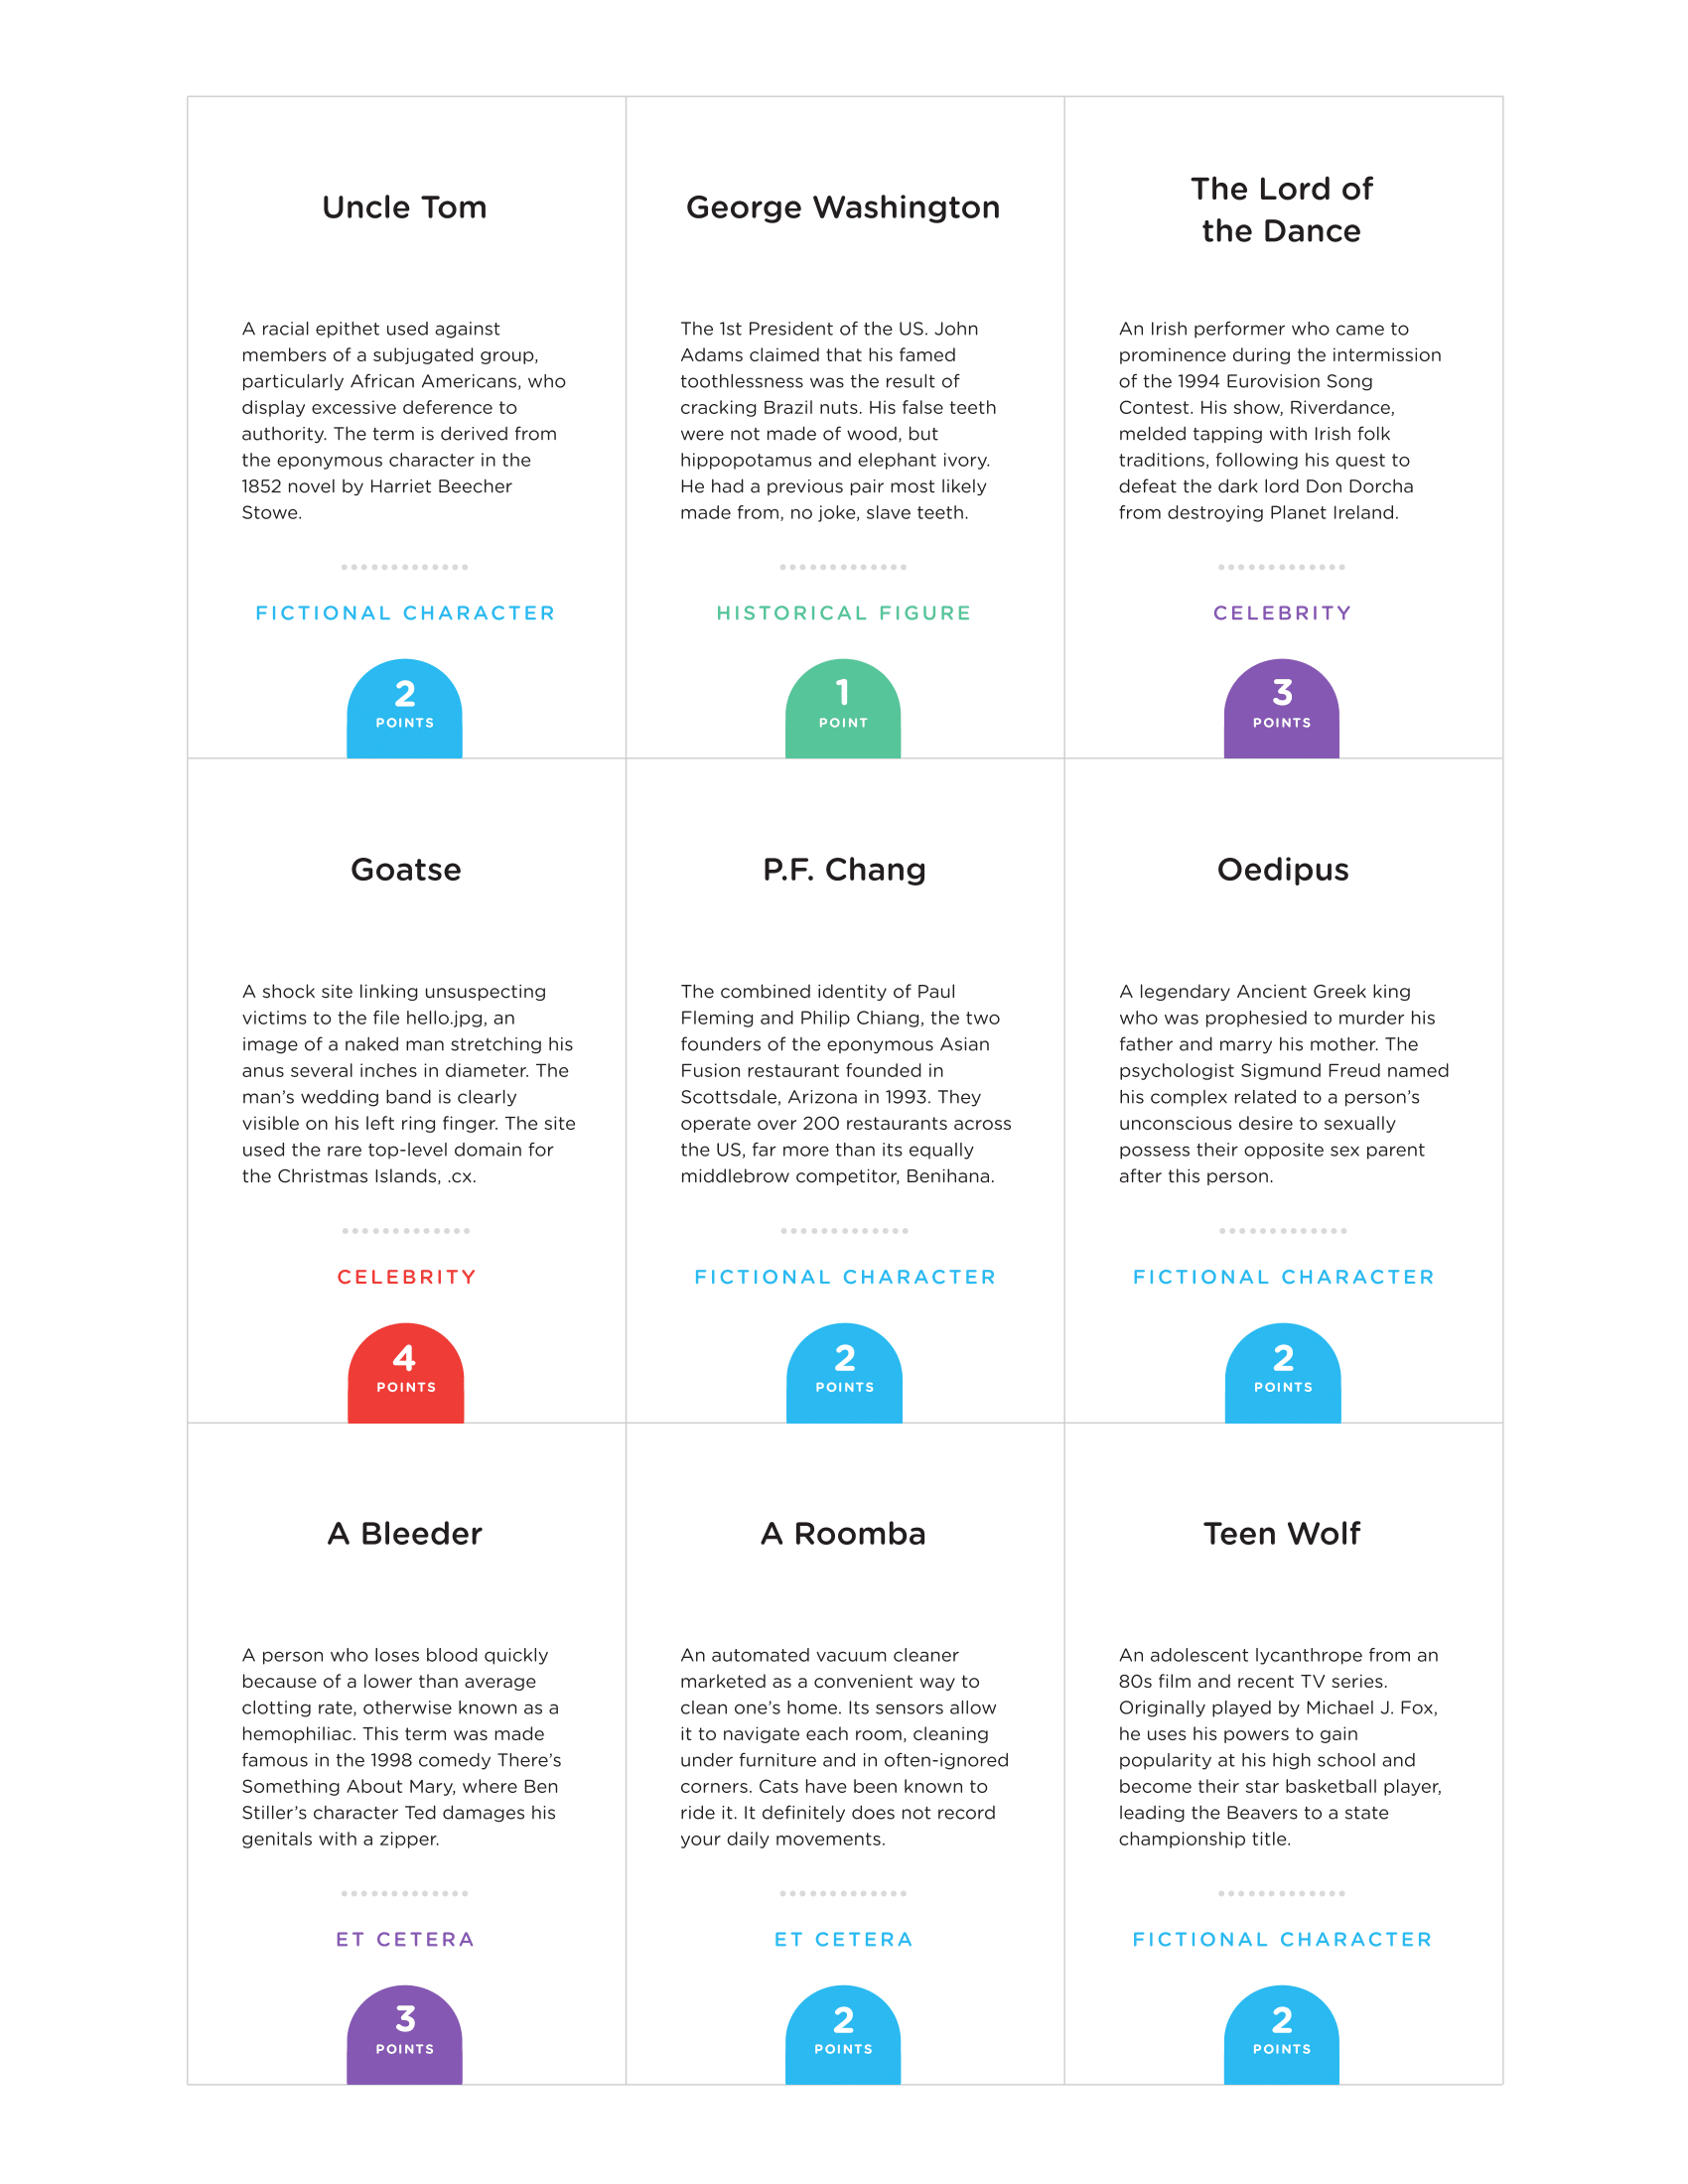 Uncle Tom
A racial epithet used against
members of a subjugated group,
particularly African Americans, who
display excessive deference to
authority. The term is derived from
the eponymous character in the
1852 novel by Harriet Beecher
Stowe.
FICTIONAL CHARACTER
2
POINTS
George Washington
The 1st President of the US. John
Adams claimed that his famed
toothlessness was the result of
cracking Brazil nuts. His false teeth
were not made of wood, but
hippopotamus and elephant ivory.
He had a previous pair most likely
made from, no joke, slave teeth.
HISTORICAL FIGURE
1
POINT
The Lord of
the Dance
An Irish performer who came to
prominence during the intermission
of the 1994 Eurovision Song
Contest. His show, Riverdance,
melded tapping with Irish folk
traditions, following his quest to
defeat the dark lord Don Dorcha
from destroying Planet Ireland.
CELEBRITY
3
POINTS
Goatse
A shock site linking unsuspecting
victims to the file hello.jpg, an
image of a naked man stretching his
anus several inches in diameter. The
man's wedding band is clearly
visible on his left ring finger. The site
used the rare top-level domain for
the Christmas Islands, .cx.
CELEBRITY
4
POINTS
P.F. Chang
The combined identity of Paul
Fleming and Philip Chiang, the two
founders of the eponymous Asian
Fusion restaurant founded in
Scottsdale, Arizona in 1993. They
operate over 200 restaurants across
the US, far more than its equally
middlebrow competitor, Benihana.
FICTIONAL CHARACTER
2
POINTS
Oedipus
A legendary Ancient Greek king
who was prophesied to murder his
father and marry his mother. The
psychologist Sigmund Freud named
his complex related to a person's
unconscious desire to sexually
possess their opposite sex parent
after this person.
FICTIONAL CHARACTER
2
POINTS
A Bleeder
A person who loses blood quickly
because of a lower than average
clotting rate, otherwise known as a
hemophiliac. This term was made
famous in the 1998 comedy There's
Something About Mary, where Ben
Stiller's character Ted damages his
genitals with a zipper.
ET CETERA
3
POINTS
A Roomba
An automated vacuum cleaner
marketed as a convenient way to
clean one's home. Its sensors allow
it to navigate each room, cleaning
under furniture and in often-ignored
corners. Cats have been known to
ride it. It definitely does not record
your daily movements.
ET CETERA
2
POINTS
Teen Wolf
An adolescent lycanthrope from an
80s film and recent TV series.
Originally played by Michael J. Fox,
he uses his powers to gain
popularity at his high school and
become their star basketball player,
leading the Beavers to a state
championship title.
FICTIONAL CHARACTER
2
POINTS